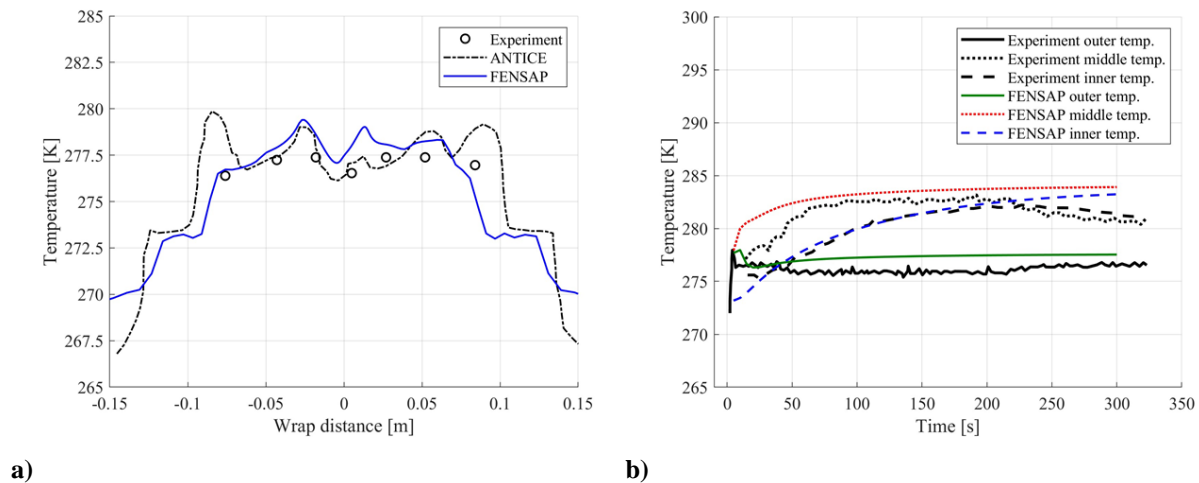 285
282.5
280
277.5
275
272.5
270
267.5
265
Temperature [K]
-0.15
-0.1
-0.05
0
0.05
0.1
0.15
Wrap distance [m]
Experiment
ANTICE
FENSAP
a)
300
295
290
285
280
275
270
265
Temperature [K]
0
50
100
150
200
250
300
350
Time [s]
Experiment outer temp.
Experiment middle temp.
Experiment inner temp.
FENSAP outer temp.
FENSAP middle temp.
FENSAP inner temp.
b)